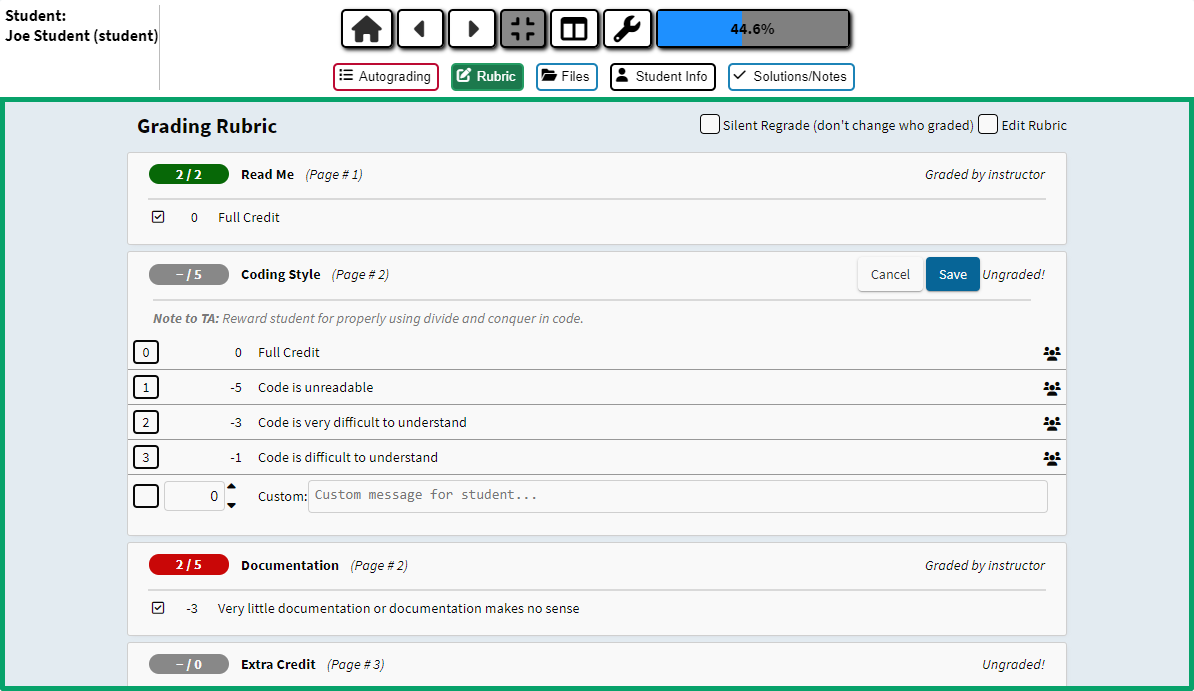 Student:
Joe Student (student)
44.6%
Autograding Rubric Files Student Info Solutions/Notes
Grading Rubric Silent Regrade (don't change who graded) Edit Rubric
2 / 2 Read Me (Page # 1) Graded by instructor
0 Full Credit
– / 5 Coding Style (Page # 2) Cancel Save Ungraded!
Note to TA: Reward student for properly using divide and conquer in code.
0 0 Full Credit
1 -5 Code is unreadable
2 -3 Code is very difficult to understand
3 -1 Code is difficult to understand
0 Custom: Custom message for student...
2 / 5 Documentation (Page # 2) Graded by instructor
-3 Very little documentation or documentation makes no sense
– / 0 Extra Credit (Page # 3) Ungraded!